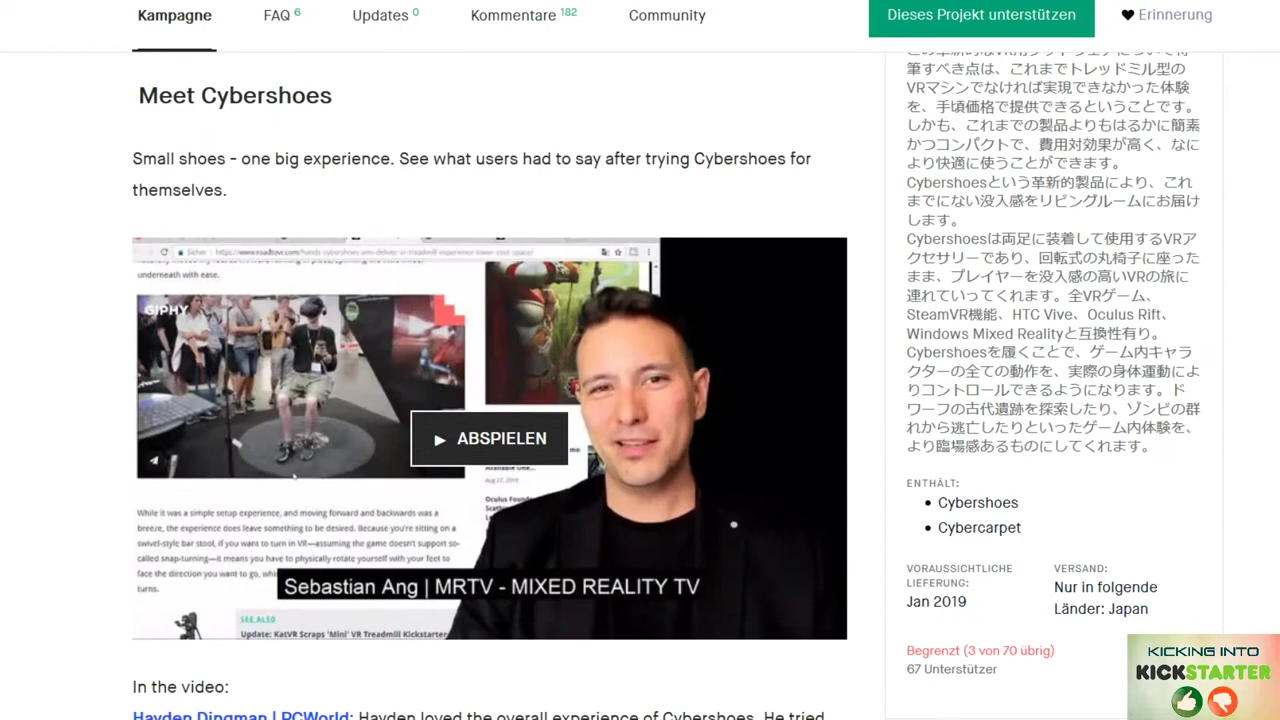 Kampagne FAQ 6 Updates 0 Kommentare 182 Community Dieses Projekt unterstützen Erinnerung
Meet Cybershoes
Small shoes - one big experience. See what users had to say after trying Cybershoes for
themselves.
Sicher
underneath with ease.
GIPHY
ABSPIELEN
Aug 27, 2019
Oculus Found
While it was a simple setup experience, and moving forward and backwards was a
breeze, the experience does leave something to be desired. Because you're sitting on
a swivel-style bar stool, if you want to turn in VR—assuming the game doesn't support so-
called snap-turning—it means you have to physically rotate yourself with your feet to
face the direction you want to go,
turns.
Sebastian Ang | MRTV - MIXED REALITY TV
SEE ALSO
Update: KatVR Scraps 'Mini' VR Treadmill Kickstarter
In the video:
Hayden Dingman | PCWorld: Hayden loved the overall experience of Cybershoes. He tried
筆すべき点は、これまでトレッドミル型の
VRマシンでなければ実現できなかった体験
を、手頃価格で提供できるということです。
しかも、これまでの製品よりもはるかに簡素
かつコンパクトで、費用対効果が高く、なに
より快適に使うことができます。
Cybershoesという革新的製品により、これ
までにない没入感をリビングルームにお届け
します。
Cybershoesは両足に装着して使用するVRア
クセサリーであり、回転式の丸椅子に座った
まま、プレイヤーを没入感の高いVRの旅に
連れていってくれます。全VRゲーム、
SteamVR機能、HTC Vive、Oculus Rift、
Windows Mixed Realityと互換性有り。
Cybershoesを履くことで、ゲーム内キャラ
クターの全ての動作を、実際の身体運動によ
りコントロールできるようになります。ド
ワーフの古代遺跡を探索したり、ゾンビの群
れから逃亡したりといったゲーム内体験を、
より臨場感あるものにしてくれます。
ENTHÄLT:
Cybershoes
Cybercarpet
VORAUSSICHTLICHE
LIEFERUNG:
Jan 2019
VERSAND:
Nur in folgende
Länder: Japan
Begrenzt (3 von 70 übrig)
67 Unterstützer
KICKING INTO
KICKSTARTER